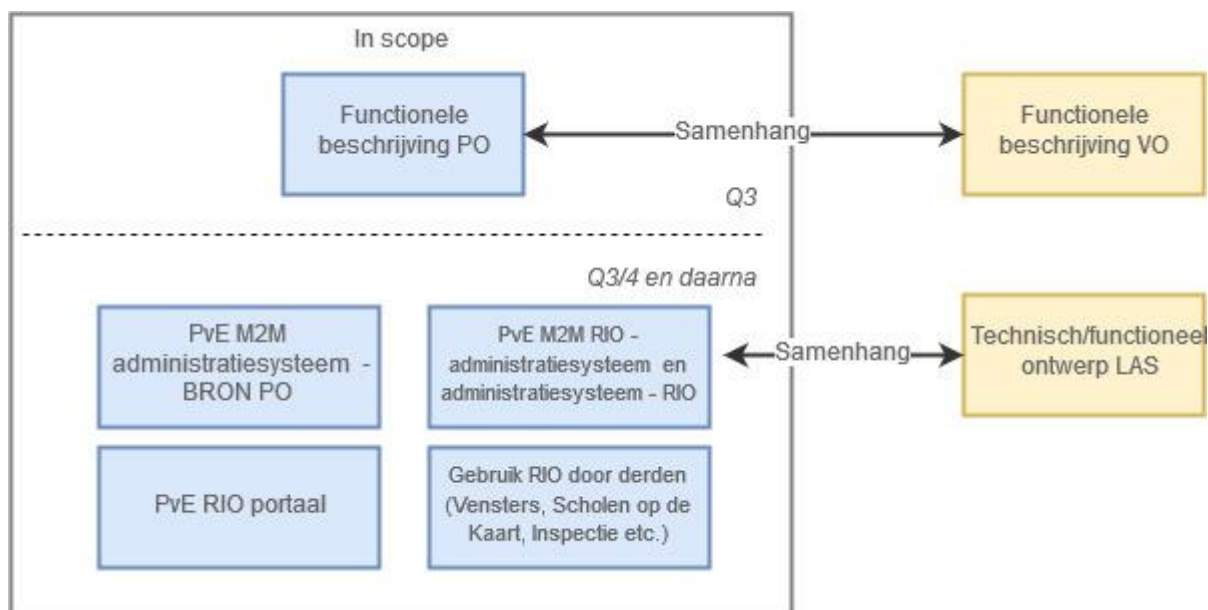 In scope
Functionele
beschrijving PO
Samenhang
Functionele
beschrijving VO
Q3
Q3/4 en daarna
PvE M2M
administratiesysteem -
BRON PO
PvE M2M RIO -
administratiesysteem en
administratiesysteem - RIO
Samenhang
Technisch/functioneel
ontwerp LAS
PvE RIO portaal
Gebruik RIO door derden
(Vensters, Scholen op de
Kaart, Inspectie etc.)